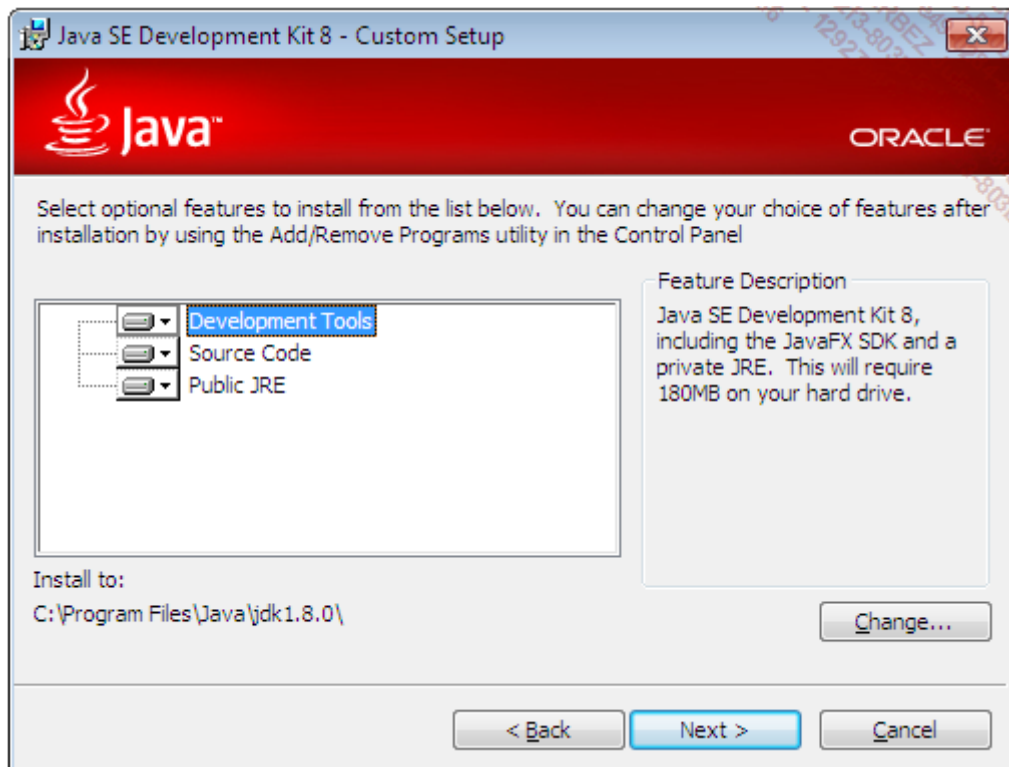 Java SE Development Kit 8 - Custom Setup
Java™
ORACLE
Select optional features to install from the list below. You can change your choice of features after
installation by using the Add/Remove Programs utility in the Control Panel
Development Tools
Source Code
Public JRE
Feature Description
Java SE Development Kit 8,
including the JavaFX SDK and a
private JRE. This will require
180MB on your hard drive.
Install to:
C:\Program Files\Java\jdk1.8.0\
Change...
< Back
Next >
Cancel